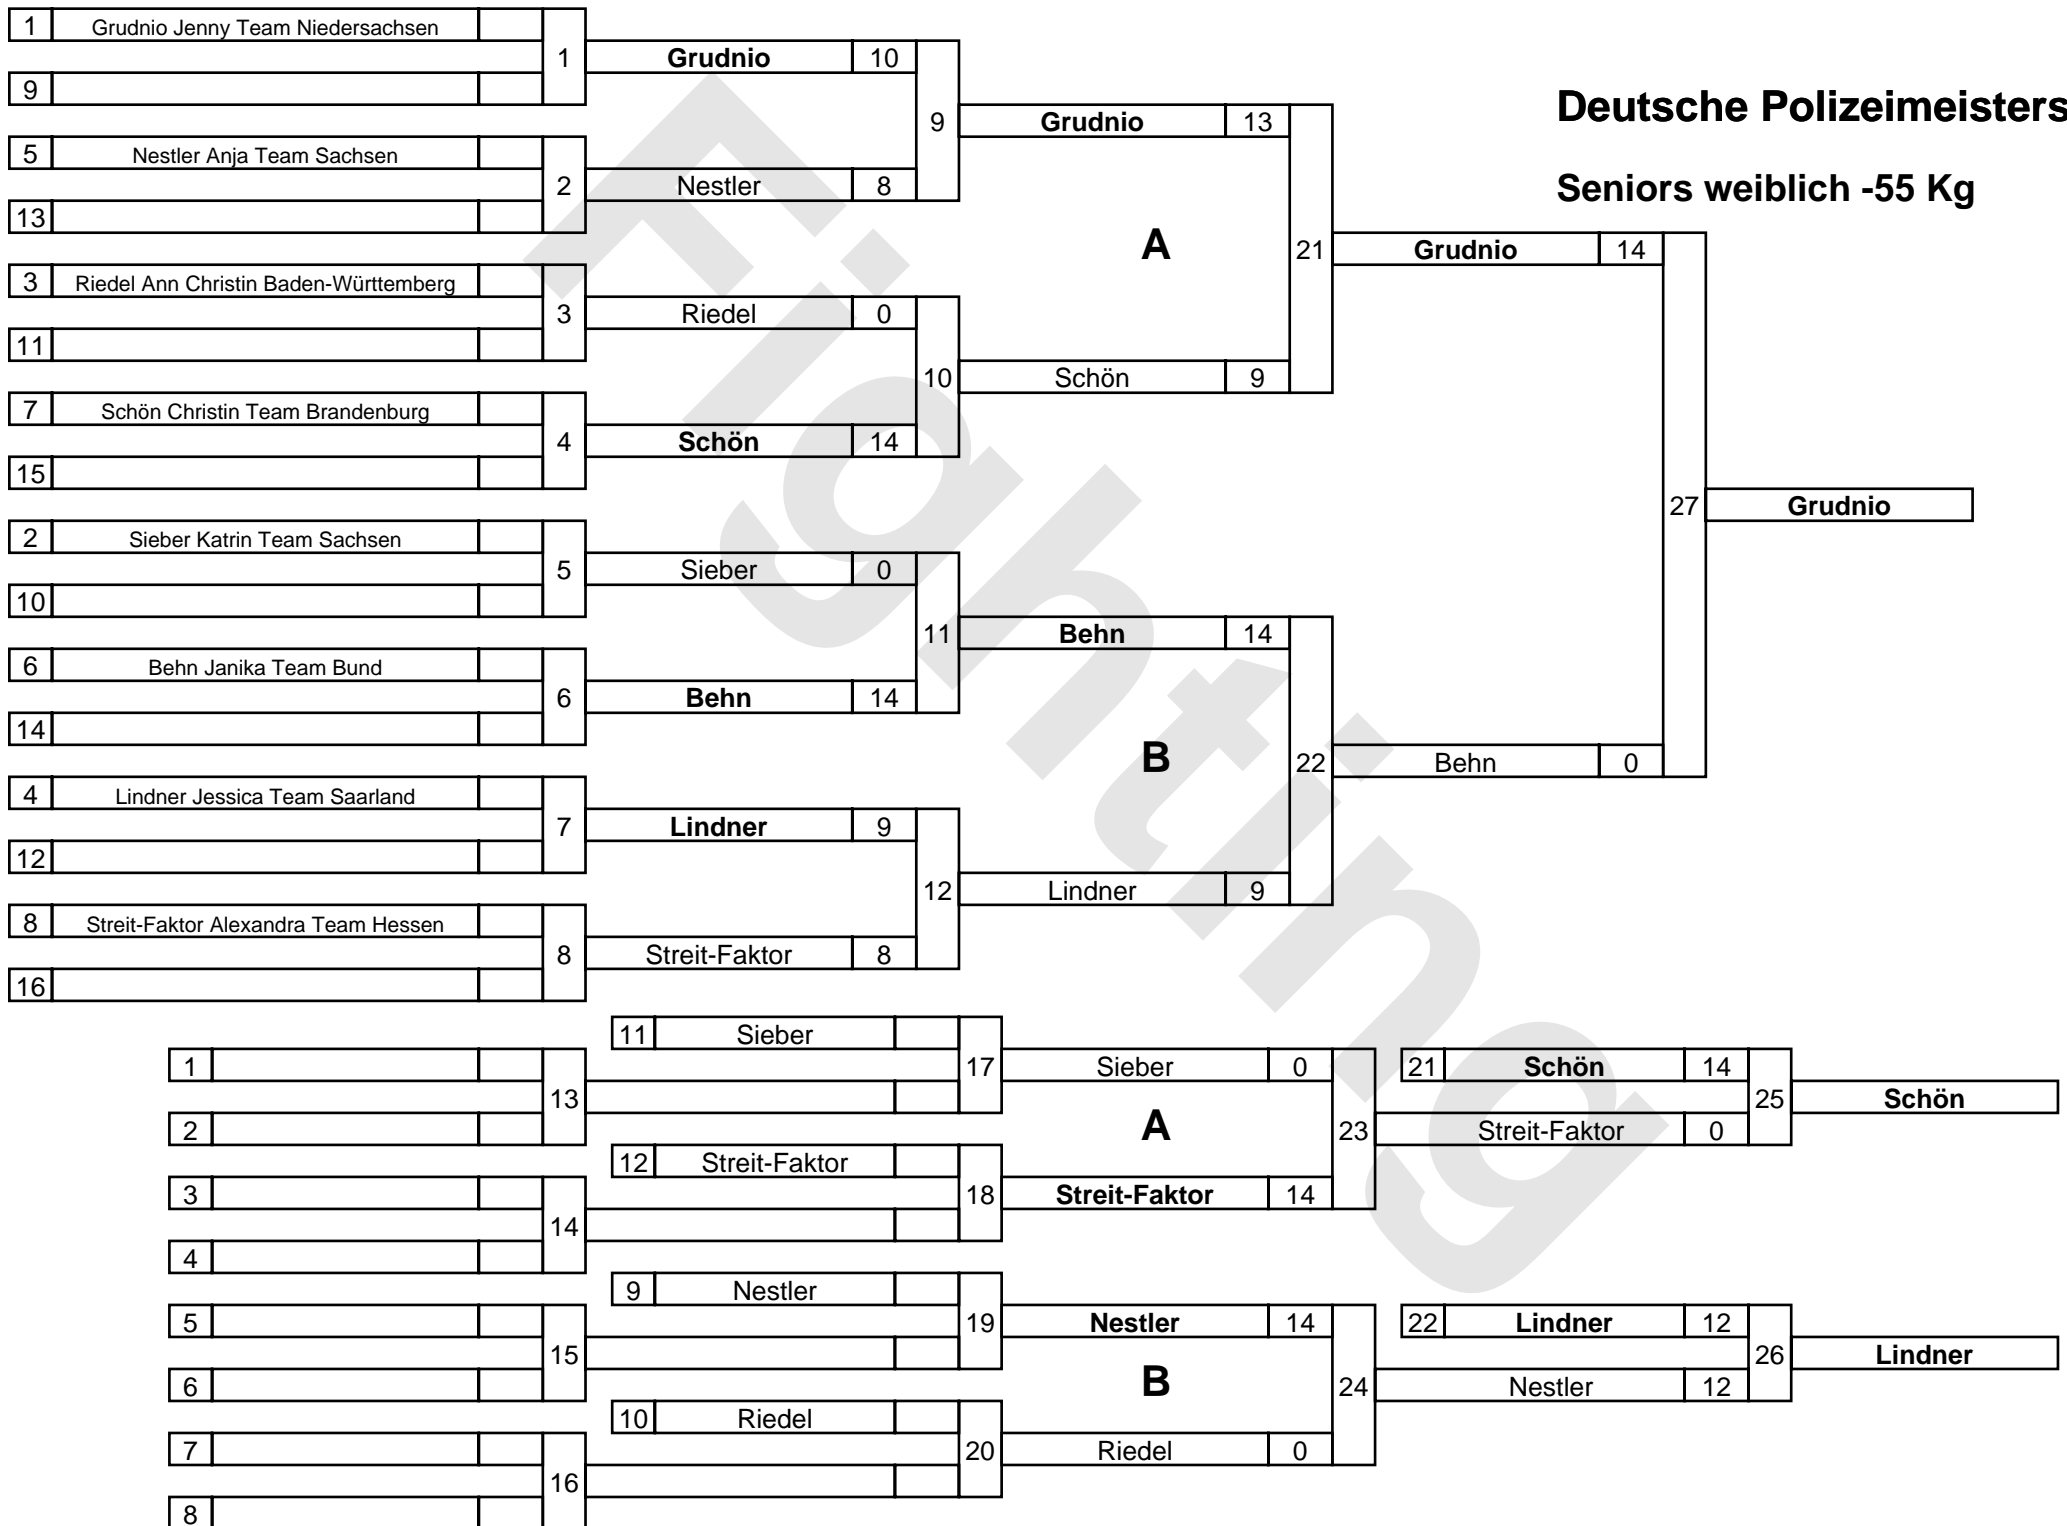 1 Grudnio Jenny Team Niedersachsen
1 Grudnio 10
9
Deutsche Polizeimeisters
9 Grudnio 13
5 Nestler Anja Team Sachsen
2 Nestler 8
Seniors weiblich -55 Kg
13
A
21 Grudnio 14
3 Riedel Ann Christin Baden-Württemberg
3 Riedel 0
11
10 Schön 9
7 Schön Christin Team Brandenburg
4 Schön 14
15
27 Grudnio
2 Sieber Katrin Team Sachsen
5 Sieber 0
10
11 Behn 14
6 Behn Janika Team Bund
6 Behn 14
14
B
22 Behn 0
4 Lindner Jessica Team Saarland
7 Lindner 9
12
12 Lindner 9
8 Streit-Faktor Alexandra Team Hessen
8 Streit-Faktor 8
16
11 Sieber
1
17 Sieber 0
21 Schön 14
13
25 Schön
2
A
23 Streit-Faktor 0
12 Streit-Faktor
3
18 Streit-Faktor 14
14
4
9 Nestler
5
19 Nestler 14
22 Lindner 12
15
26 Lindner
6
B
24 Nestler 12
10 Riedel
7
20 Riedel 0
16
8
Fighting